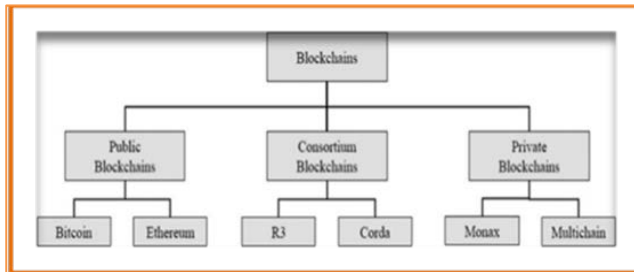 Blockchains
Public
Blockchains
Consortium
Blockchains
Private
Blockchains
Bitcoin
Ethereum
R3
Corda
Monax
Multichain